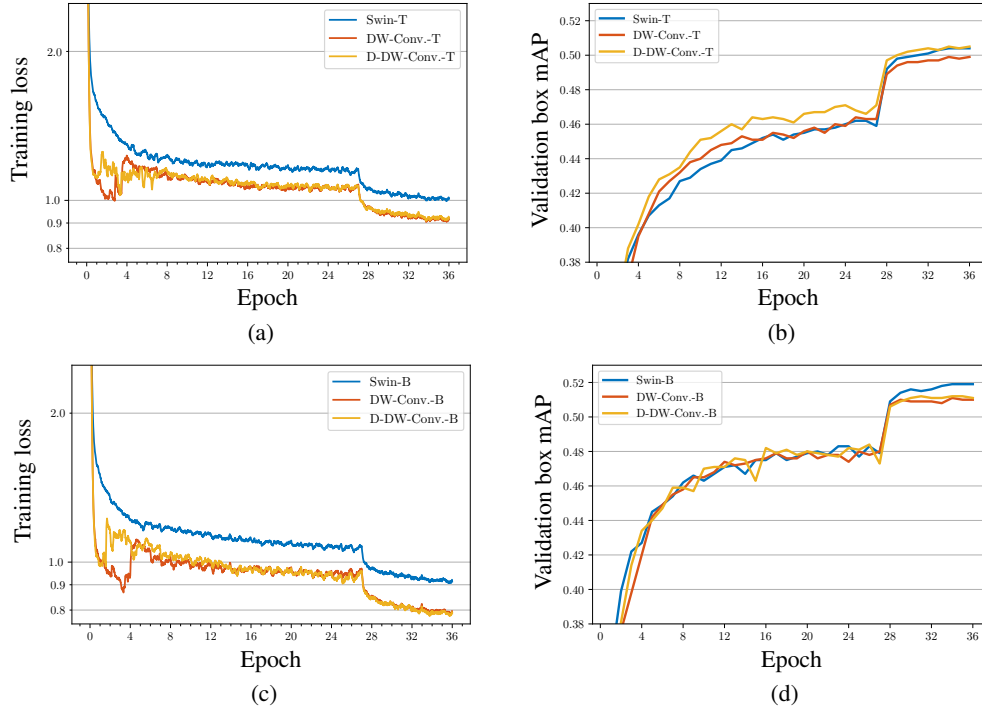 Swin-T
DW-Conv.-T
D-DW-Conv.-T
2.0
1.0
0.9
0.8
Training loss
0 4 8 12 16 20 24 28 32 36
Epoch
(a)
Swin-T
DW-Conv.-T
D-DW-Conv.-T
0.52
0.50
0.48
0.46
0.44
0.42
0.40
0.38
Validation box mAP
0 4 8 12 16 20 24 28 32 36
Epoch
(b)
Swin-B
DW-Conv.-B
D-DW-Conv.-B
2.0
1.0
0.9
0.8
Training loss
0 4 8 12 16 20 24 28 32 36
Epoch
(c)
Swin-B
DW-Conv.-B
D-DW-Conv.-B
0.52
0.50
0.48
0.46
0.44
0.42
0.40
0.38
Validation box mAP
0 4 8 12 16 20 24 28 32 36
Epoch
(d)